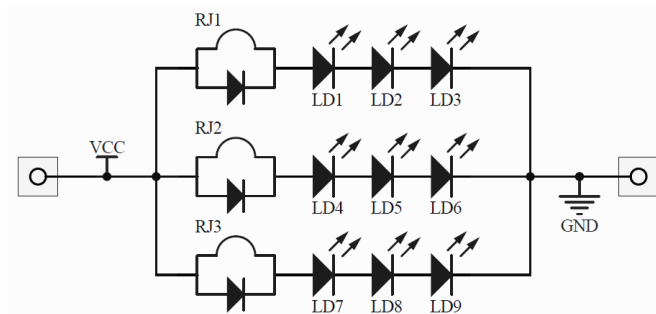 RJ1
LD1 LD2 LD3
VCC
RJ2
LD4 LD5 LD6
GND
RJ3
LD7 LD8 LD9